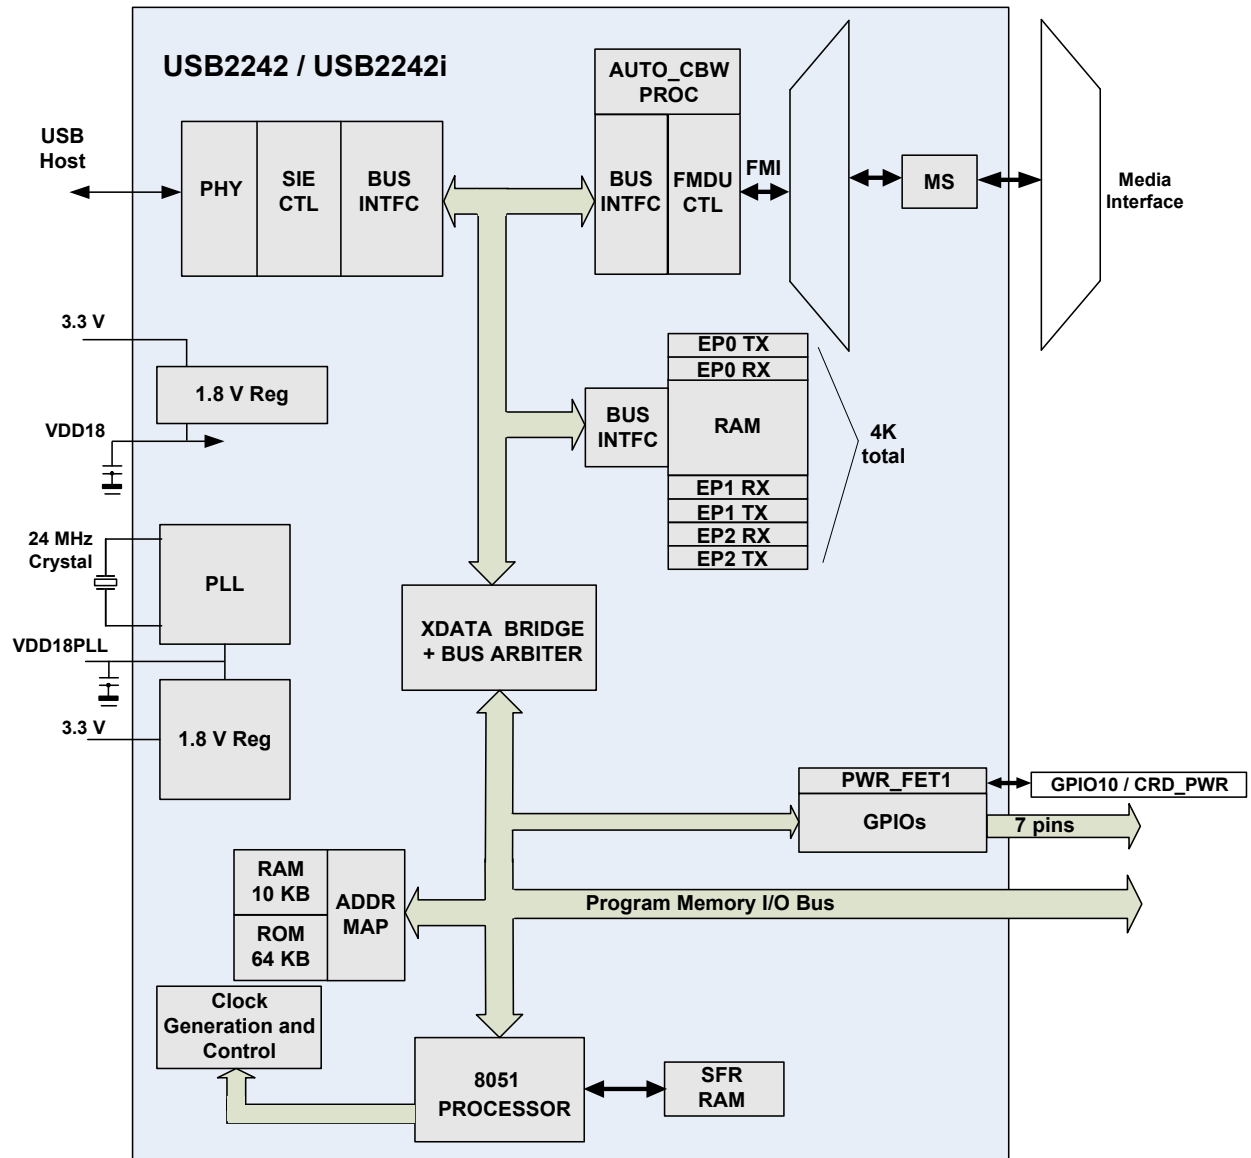 USB2242 / USB2242i
USB
Host
PHY
SIE
CTL
BUS
INTFC
AUTO_CBW
PROC
BUS
INTFC
FMDU
CTL
FMI
MS
Media
Interface
3.3 V
1.8 V Reg
VDD18
EP0 TX
EP0 RX
RAM
EP1 RX
EP1 TX
EP2 RX
EP2 TX
BUS
INTFC
4K
total
24 MHz
Crystal
PLL
VDD18PLL
1.8 V Reg
3.3 V
XDATA BRIDGE
+ BUS ARBITER
PWR_FET1
GPIOs
GPIO10 / CRD_PWR
7 pins
RAM
10 KB
ROM
64 KB
ADDR
MAP
Program Memory I/O Bus
Clock
Generation and
Control
8051
PROCESSOR
SFR
RAM